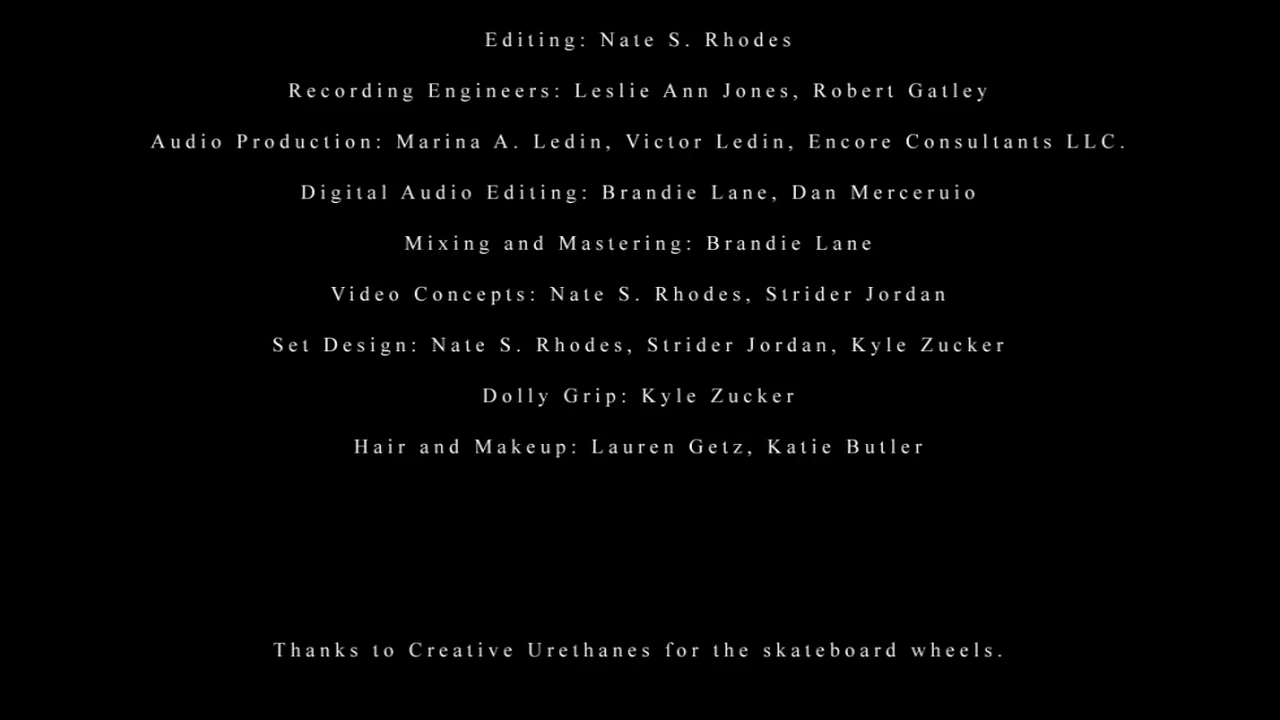 Editing: Nate S. Rhodes
Recording Engineers: Leslie Ann Jones, Robert Gatley
Audio Production: Marina A. Ledin, Victor Ledin, Encore Consultants LLC.
Digital Audio Editing: Brandie Lane, Dan Merceruio
Mixing and Mastering: Brandie Lane
Video Concepts: Nate S. Rhodes, Strider Jordan
Set Design: Nate S. Rhodes, Strider Jordan, Kyle Zucker
Dolly Grip: Kyle Zucker
Hair and Makeup: Lauren Getz, Katie Butler
Thanks to Creative Urethanes for the skateboard wheels.